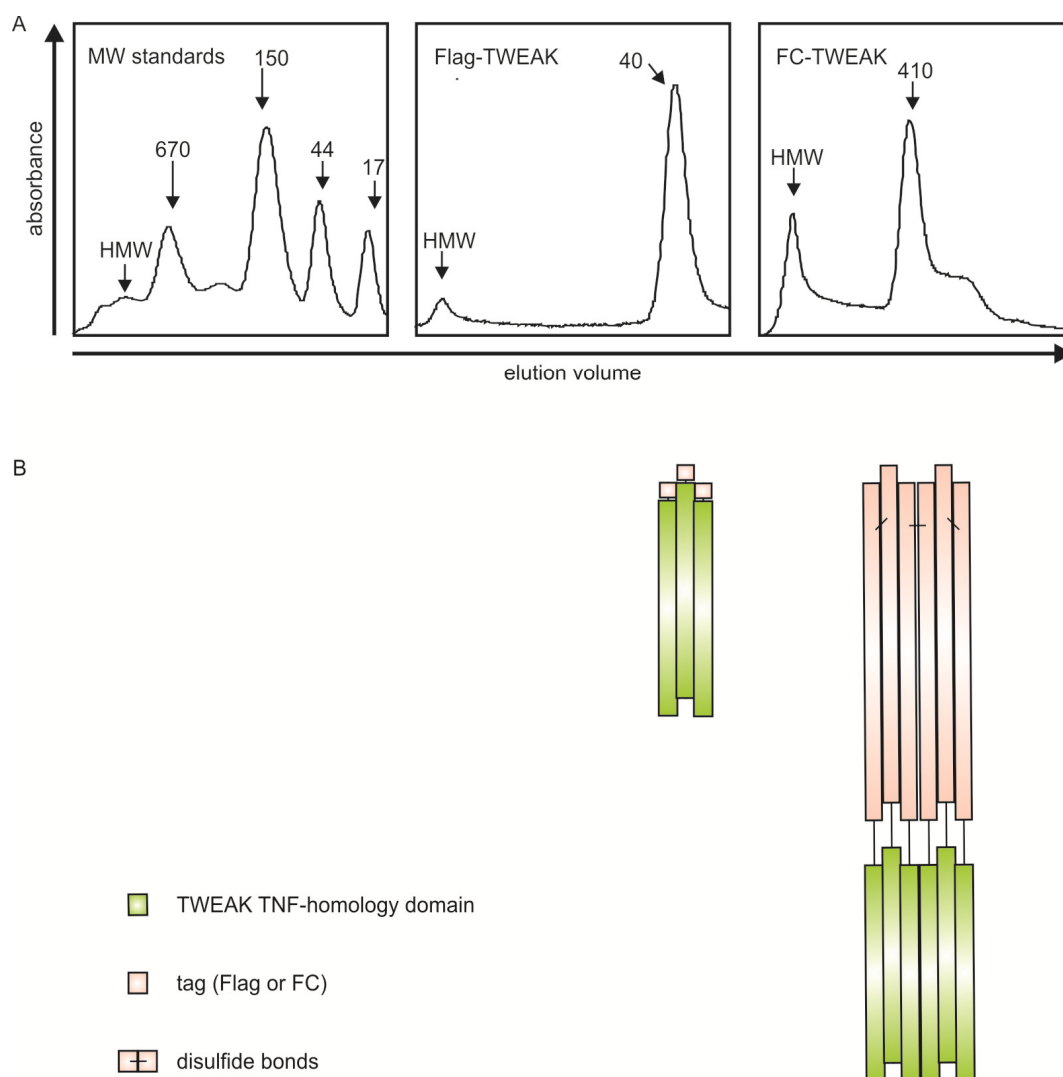 A
MW standards
HMW
670
150
44
17
Flag-TWEAK
HMW
40
FC-TWEAK
HMW
410
absorbance
elution volume
B
TWEAK TNF-homology domain
tag (Flag or FC)
disulfide bonds